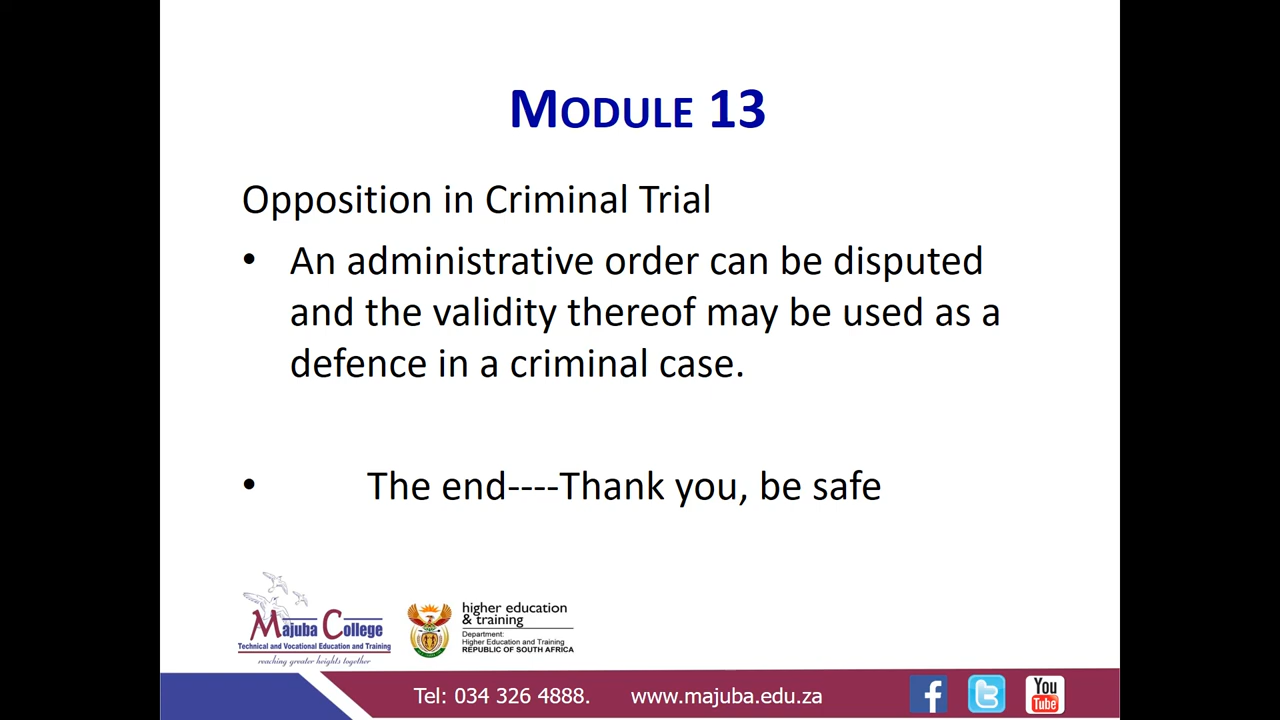 MODULE 13
Opposition in Criminal Trial
• An administrative order can be disputed
and the validity thereof may be used as a
defence in a criminal case.
• The end----Thank you, be safe
Majuba College
Technical and Vocational Education and Training
reaching greater heights together
higher education
& training
Department:
Higher Education and Training
REPUBLIC OF SOUTH AFRICA
Tel: 034 326 4888. www.majuba.edu.za
You
Tube